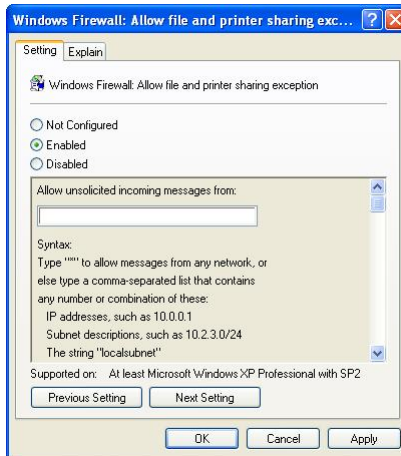 Windows Firewall: Allow file and printer sharing exc...
Setting
Explain
Windows Firewall: Allow file and printer sharing exception
Not Configured
Enabled
Disabled
Allow unsolicited incoming messages from:
Syntax:
Type "*" to allow messages from any network, or
else type a comma-separated list that contains
any number or combination of these:
IP addresses, such as 10.0.0.1
Subnet descriptions, such as 10.2.3.0/24
The string "localsubnet"
Supported on: At least Microsoft Windows XP Professional with SP2
Previous Setting
Next Setting
OK
Cancel
Apply